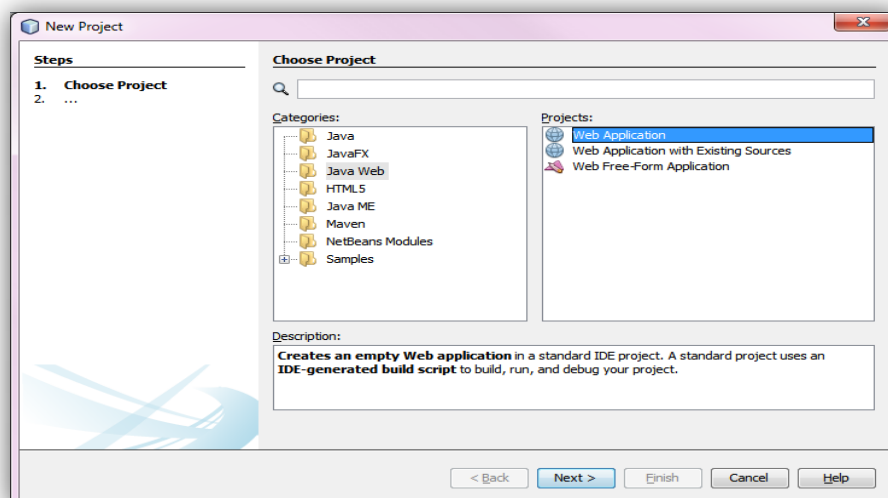 New Project
Steps
1. Choose Project
2. ...
Choose Project
Categories:
Java
JavaFX
Java Web
HTML5
Java ME
Maven
NetBeans Modules
Samples
Projects:
Web Application
Web Application with Existing Sources
Web Free-Form Application
Description:
Creates an empty Web application in a standard IDE project. A standard project uses an
IDE-generated build script to build, run, and debug your project.
< Back
Next >
Finish
Cancel
Help